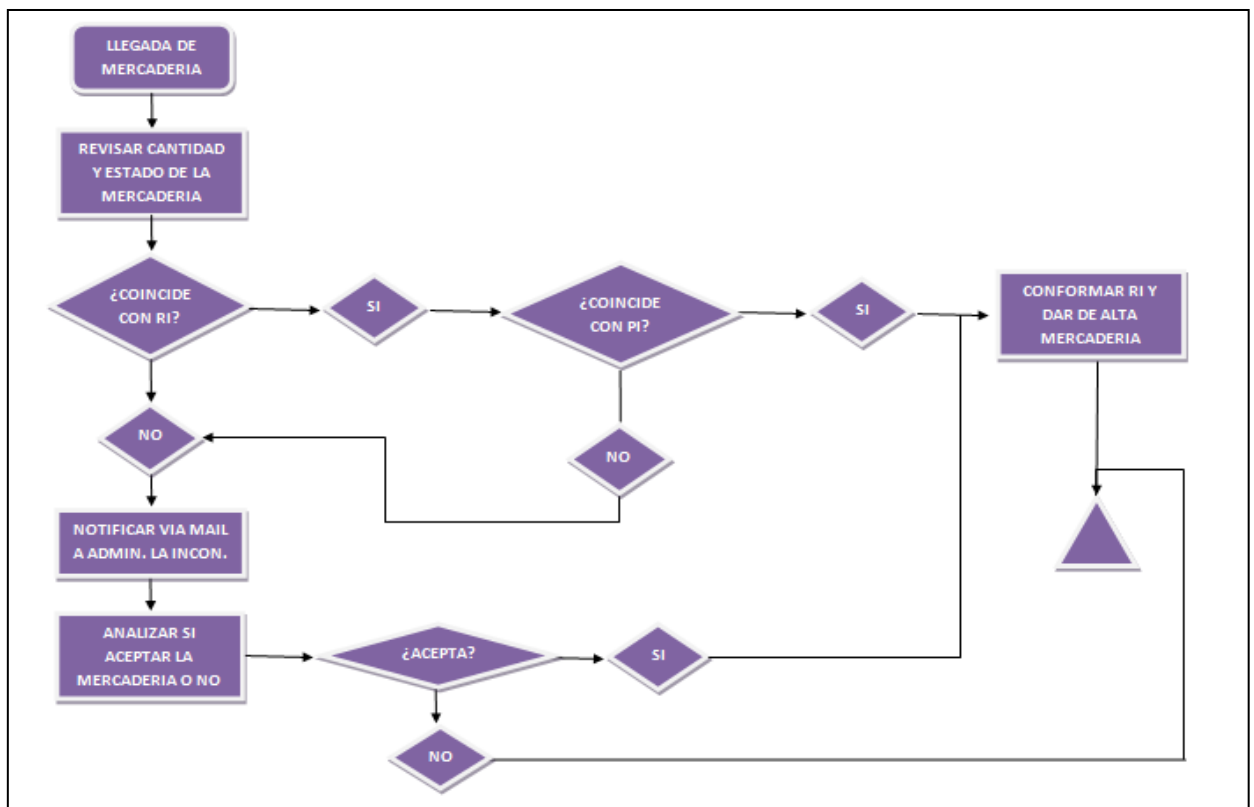 LLEGADA DE
MERCADERIA
REVISAR CANTIDAD
Y ESTADO DE LA
MERCADERIA
¿COINCIDE
CON RI?
SI
¿COINCIDE
CON PI?
SI
CONFORMAR RI Y
DAR DE ALTA
MERCADERIA
NO
NO
NOTIFICAR VIA MAIL
A ADMIN. LA INCON.
ANALIZAR SI
ACEPTAR LA
MERCADERIA O NO
¿ACEPTA?
SI
NO